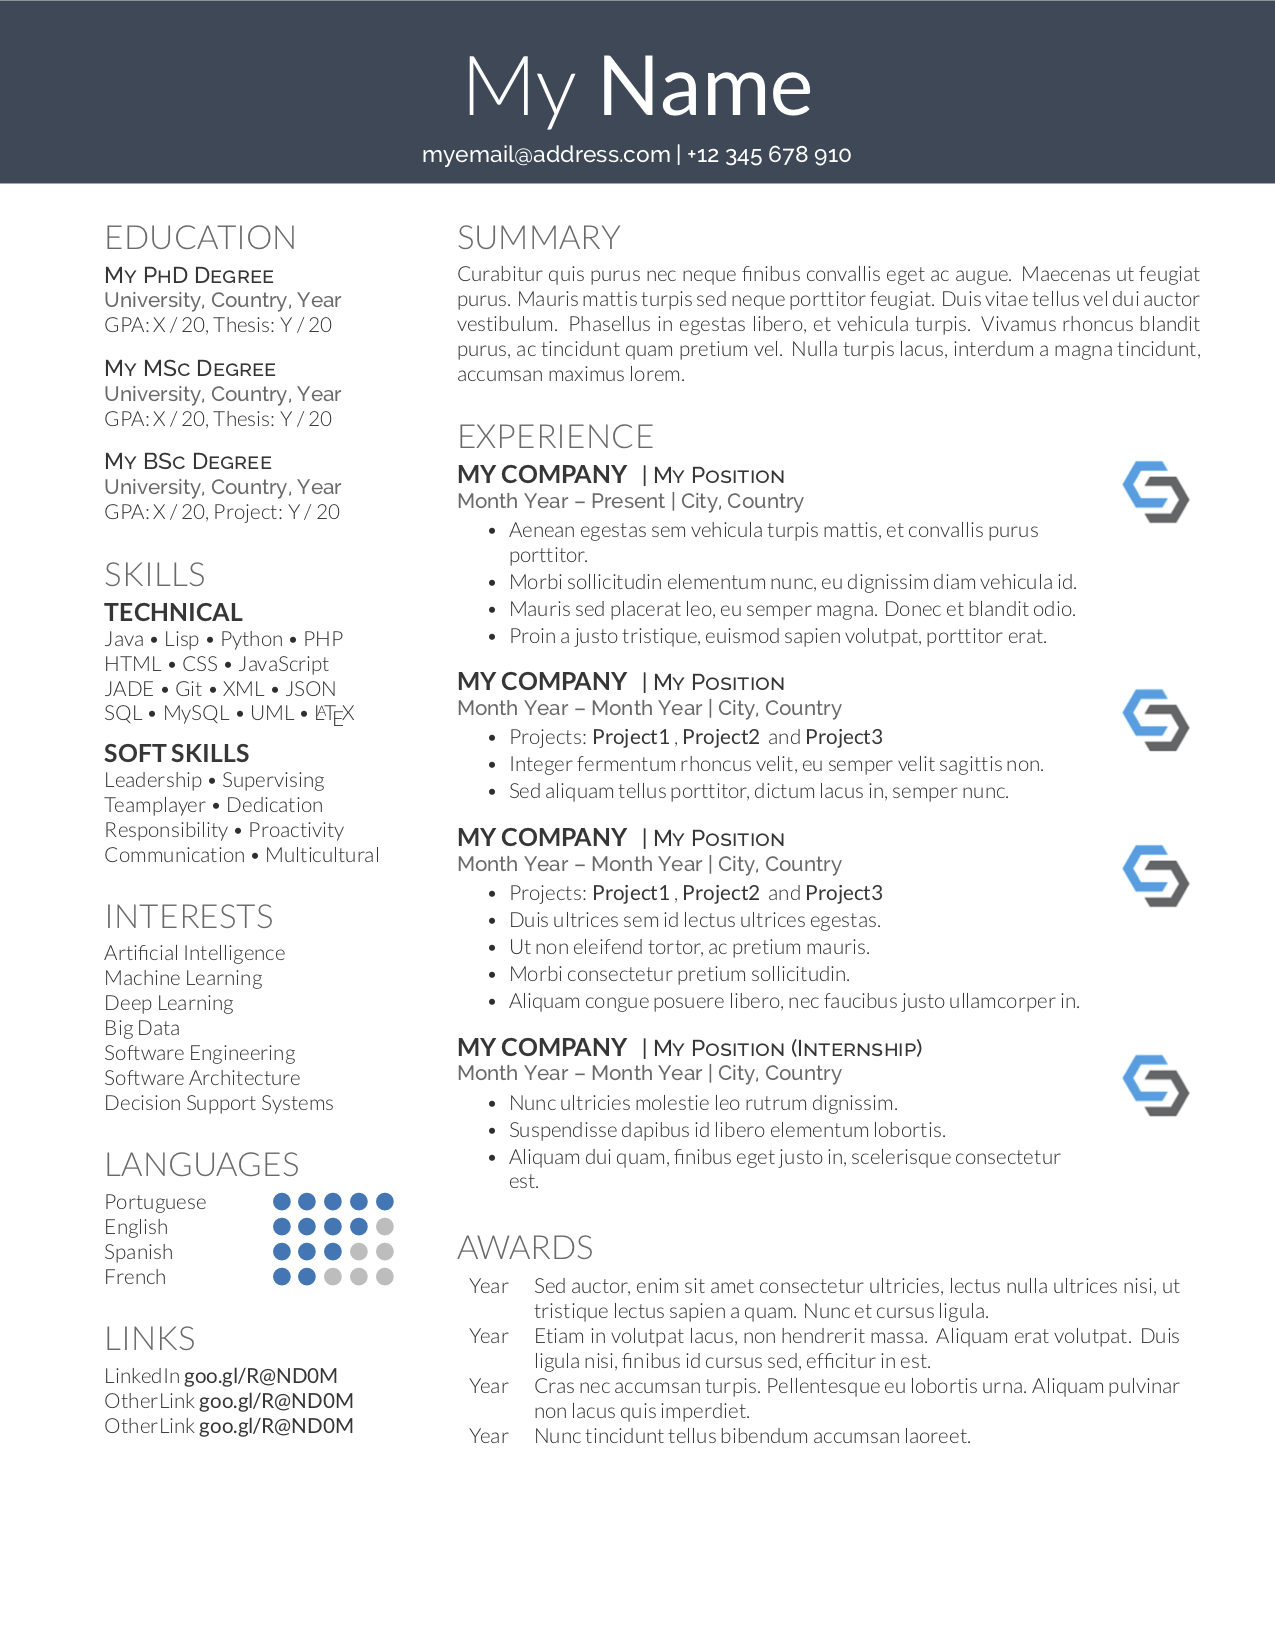 My Name
myemail@address.com | +12 345 678 910
EDUCATION
My PhD Degree
University, Country, Year
GPA: X / 20, Thesis: Y / 20
My MSc Degree
University, Country, Year
GPA: X / 20, Thesis: Y / 20
My BSc Degree
University, Country, Year
GPA: X / 20, Project: Y / 20
SKILLS
TECHNICAL
Java • Lisp • Python • PHP
HTML • CSS • JavaScript
JADE • Git • XML • JSON
SQL • MySQL • UML • LATEX
SOFT SKILLS
Leadership • Supervising
Teamplayer • Dedication
Responsibility • Proactivity
Communication • Multicultural
INTERESTS
Artificial Intelligence
Machine Learning
Deep Learning
Big Data
Software Engineering
Software Architecture
Decision Support Systems
LANGUAGES
Portuguese
English
Spanish
French
LINKS
LinkedIn goo.gl/R@ND0M
OtherLink goo.gl/R@ND0M
OtherLink goo.gl/R@ND0M
SUMMARY
Curabitur quis purus nec neque finibus convallis eget ac augue. Maecenas ut feugiat
purus. Mauris mattis turpis sed neque porttitor feugiat. Duis vitae tellus vel dui auctor
vestibulum. Phasellus in egestas libero, et vehicula turpis. Vivamus rhoncus blandit
purus, ac tincidunt quam pretium vel. Nulla turpis lacus, interdum a magna tincidunt,
accumsan maximus lorem.
EXPERIENCE
MY COMPANY | My Position
Month Year – Present | City, Country
• Aenean egestas sem vehicula turpis mattis, et convallis purus
porttitor.
• Morbi sollicitudin elementum nunc, eu dignissim diam vehicula id.
• Mauris sed placerat leo, eu semper magna. Donec et blandit odio.
• Proin a justo tristique, euismod sapien volutpat, porttitor erat.
MY COMPANY | My Position
Month Year – Month Year | City, Country
• Projects: Project1 , Project2 and Project3
• Integer fermentum rhoncus velit, eu semper velit sagittis non.
• Sed aliquam tellus porttitor, dictum lacus in, semper nunc.
MY COMPANY | My Position
Month Year – Month Year | City, Country
• Projects: Project1 , Project2 and Project3
• Duis ultrices sem id lectus ultrices egestas.
• Ut non eleifend tortor, ac pretium mauris.
• Morbi consectetur pretium sollicitudin.
• Aliquam congue posuere libero, nec faucibus justo ullamcorper in.
MY COMPANY | My Position (Internship)
Month Year – Month Year | City, Country
• Nunc ultricies molestie leo rutrum dignissim.
• Suspendisse dapibus id libero elementum lobortis.
• Aliquam dui quam, finibus eget justo in, scelerisque consectetur
est.
AWARDS
Year Sed auctor, enim sit amet consectetur ultricies, lectus nulla ultrices nisi, ut
tristique lectus sapien a quam. Nunc et cursus ligula.
Year Etiam in volutpat lacus, non hendrerit massa. Aliquam erat volutpat. Duis
ligula nisi, finibus id cursus sed, efficitur in est.
Year Cras nec accumsan turpis. Pellentesque eu lobortis urna. Aliquam pulvinar
non lacus quis imperdiet.
Year Nunc tincidunt tellus bibendum accumsan laoreet.